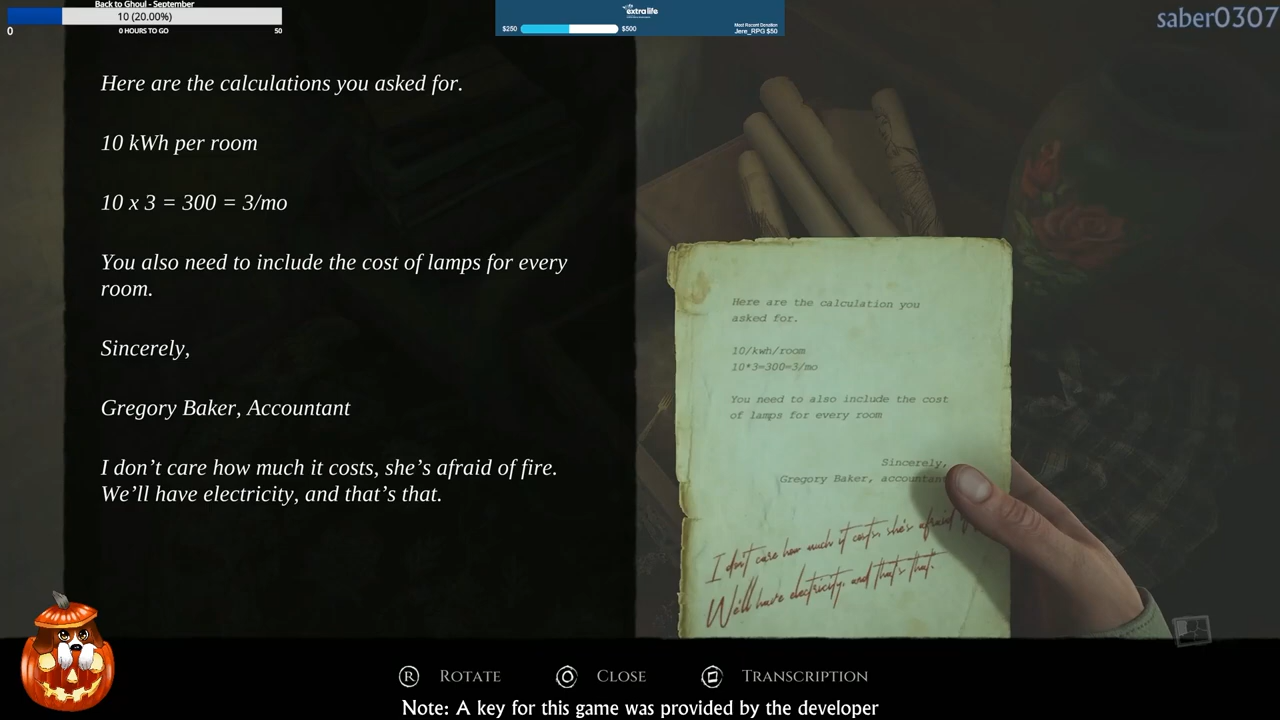 Back to Ghoul - September
10 (20.00%)
0
0 HOURS TO GO
50
extralife
$250
$500
Most Recent Donation
Jere_RPG $50
saber0307
Here are the calculations you asked for.
10 kWh per room
10 x 3 = 300 = 3/mo
You also need to include the cost of lamps for every
room.
Sincerely,
Gregory Baker, Accountant
I don’t care how much it costs, she’s afraid of fire.
We’ll have electricity, and that’s that.
Here are the calculation you
asked for.
10/kwh/room
10*3=300=3/mo
You need to also include the cost
of lamps for every room
Sincerely,
Gregory Baker, accountant
I don't care how much it costs, she's afraid
We'll have electricity, and that's that.
R ROTATE
CLOSE
TRANSCRIPTION
Note: A key for this game was provided by the developer